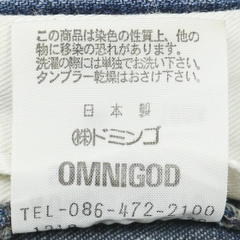 この商品は染色の性質上、他の
物に移染の恐れがあります。
洗濯の際には単独でお洗い下さい。
タンブラー乾燥はおさけ下さい。
日本製
㈱ドミンゴ
OMNIGOD
TEL-086-472-2100